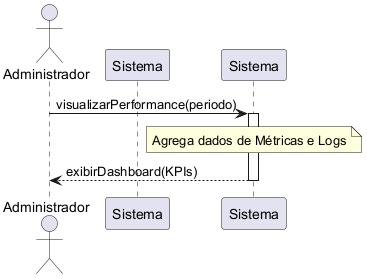 Administrador
Sistema
Sistema
visualizarPerformance(periodo)
Agrega dados de Métricas e Logs
exibirDashboard(KPIs)
Administrador
Sistema
Sistema